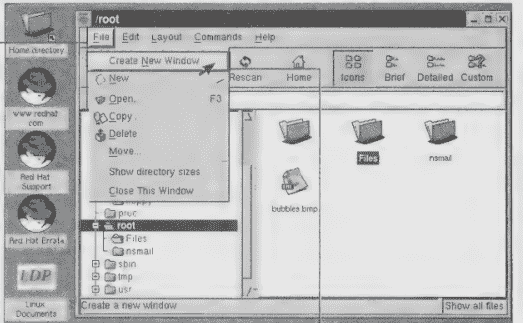 /root
File Edit Layout Commands Help
Home directory
Create New Window
New
Rescan Home Icons Brief Detailed Custom
Open. F3
www.redhat.com
Copy.
Delete
Move...
Files nsmail
Red Hat Support
Show directory sizes
Close This Window
bubbles.bmp
proc
root
Red Hat Errata
Files
nsmail
sbin
LDP
tmp
usr
Linux Documents
Create a new window Show all files